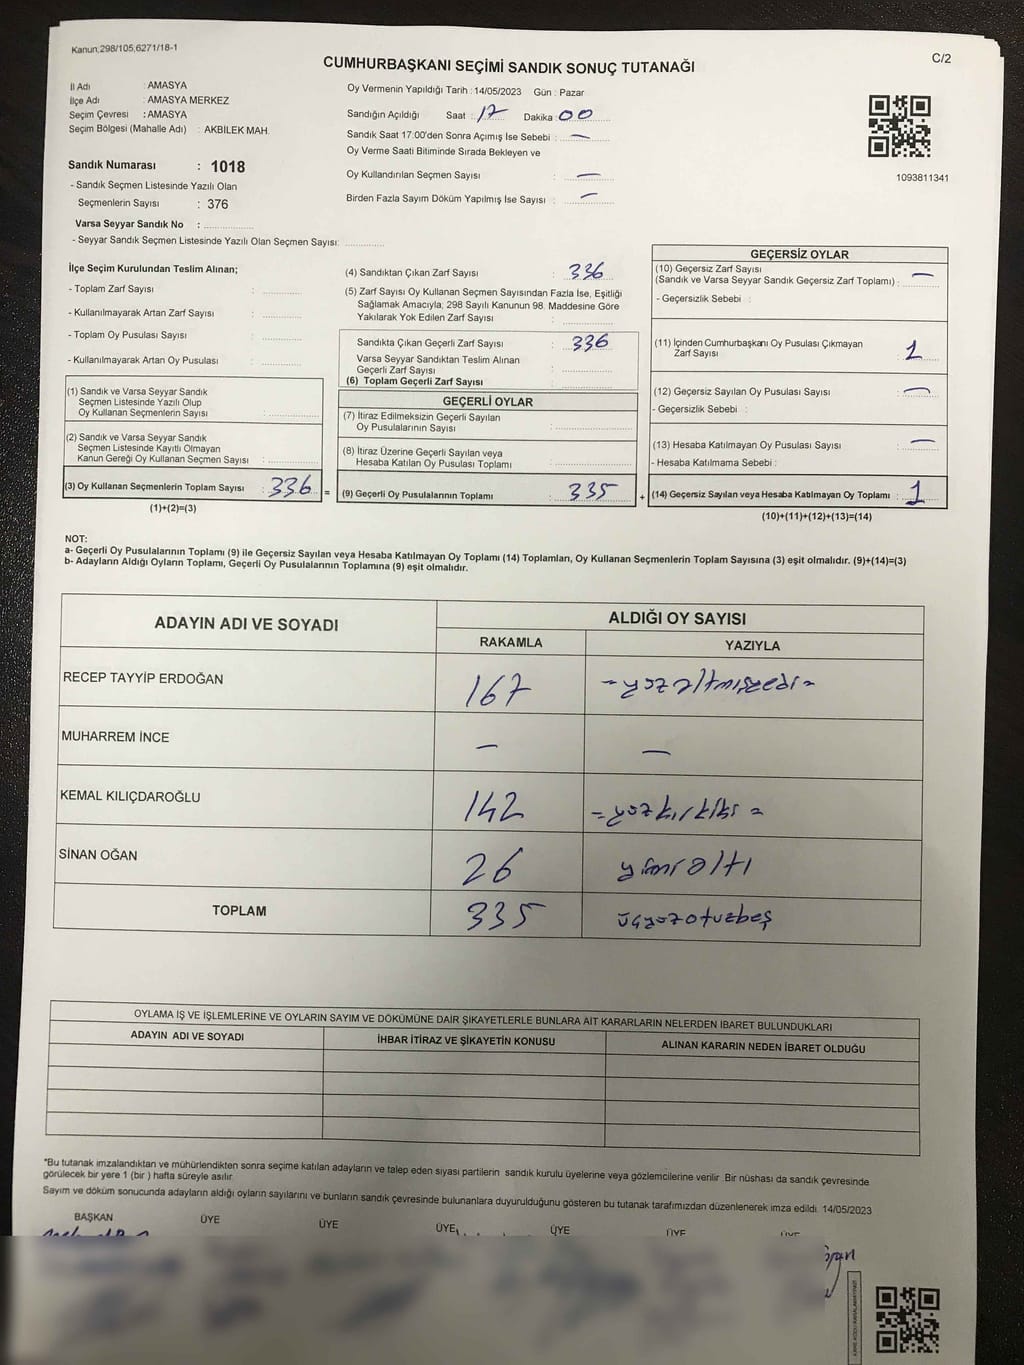 Kanun;298/105,6271/18-1
C/2
CUMHURBAŞKANI SEÇİMİ SANDIK SONUÇ TUTANAĞI
İl Adı : AMASYA
İlçe Adı : AMASYA MERKEZ
Seçim Çevresi : AMASYA
Seçim Bölgesi (Mahalle Adı) : AKBİLEK MAH.
Sandık Numarası : 1018
- Sandık Seçmen Listesinde Yazılı Olan
Seçmenlerin Sayısı : 376
Varsa Seyyar Sandık No :
- Seyyar Sandık Seçmen Listesinde Yazılı Olan Seçmen Sayısı:
Oy Vermenin Yapıldığı Tarih : 14/05/2023 Gün : Pazar
Sandığın Açıldığı Saat : 17 Dakika : 00
Sandık Saat 17:00'den Sonra Açımış İse Sebebi : —
Oy Verme Saati Bitiminde Sırada Bekleyen ve
Oy Kullandırılan Seçmen Sayısı : —
Birden Fazla Sayım Döküm Yapılmış İse Sayısı : —
1093811341
İlçe Seçim Kurulundan Teslim Alınan;
- Toplam Zarf Sayısı :
- Kullanılmayarak Artan Zarf Sayısı :
- Toplam Oy Pusulası Sayısı :
- Kullanılmayarak Artan Oy Pusulası :
(1) Sandık ve Varsa Seyyar Sandık
Seçmen Listesinde Yazılı Olup
Oy Kullanan Seçmenlerin Sayısı :
(2) Sandık ve Varsa Seyyar Sandık
Seçmen Listesinde Kayıtlı Olmayan
Kanun Gereği Oy Kullanan Seçmen Sayısı :
(3) Oy Kullanan Seçmenlerin Toplam Sayısı : 336
(1)+(2)=(3)
=
(4) Sandıktan Çıkan Zarf Sayısı : 336
(5) Zarf Sayısı Oy Kullanan Seçmen Sayısından Fazla İse, Eşitliği
Sağlamak Amacıyla; 298 Sayılı Kanunun 98. Maddesine Göre
Yakılarak Yok Edilen Zarf Sayısı :
Sandıkta Çıkan Geçerli Zarf Sayısı : 336
Varsa Seyyar Sandıktan Teslim Alınan
Geçerli Zarf Sayısı :
(6) Toplam Geçerli Zarf Sayısı :
GEÇERLİ OYLAR
(7) İtiraz Edilmeksizin Geçerli Sayılan
Oy Pusulalarının Sayısı :
(8) İtiraz Üzerine Geçerli Sayılan veya
Hesaba Katılan Oy Pusulası Toplamı :
(9) Geçerli Oy Pusulalarının Toplamı : 335
+
GEÇERSİZ OYLAR
(10) Geçersiz Zarf Sayısı
(Sandık ve Varsa Seyyar Sandık Geçersiz Zarf Toplamı) : —
- Geçersizlik Sebebi :
(11) İçinden Cumhurbaşkanı Oy Pusulası Çıkmayan
Zarf Sayısı : 1
(12) Geçersiz Sayılan Oy Pusulası Sayısı : —
- Geçersizlik Sebebi :
(13) Hesaba Katılmayan Oy Pusulası Sayısı : —
- Hesaba Katılmama Sebebi :
(14) Geçersiz Sayılan veya Hesaba Katılmayan Oy Toplamı : 1
(10)+(11)+(12)+(13)=(14)
NOT:
a- Geçerli Oy Pusulalarının Toplamı (9) ile Geçersiz Sayılan veya Hesaba Katılmayan Oy Toplamı (14) Toplamları, Oy Kullanan Seçmenlerin Toplam Sayısına (3) eşit olmalıdır. (9)+(14)=(3)
b- Adayların Aldığı Oyların Toplamı, Geçerli Oy Pusulalarının Toplamına (9) eşit olmalıdır.
ADAYIN ADI VE SOYADI ALDIĞI OY SAYISI
RAKAMLA YAZIYLA
RECEP TAYYİP ERDOĞAN 167 = yüzaltmışyedi =
MUHARREM İNCE — —
KEMAL KILIÇDAROĞLU 142 = yüzkırkiki =
SİNAN OĞAN 26 yirmialtı
TOPLAM 335 üçyüzotuzbeş
OYLAMA İŞ VE İŞLEMLERİNE VE OYLARIN SAYIM VE DÖKÜMÜNE DAİR ŞİKAYETLERLE BUNLARA AİT KARARLARIN NELERDEN İBARET BULUNDUKLARI
ADAYIN ADI VE SOYADI İHBAR İTİRAZ VE ŞİKAYETİN KONUSU ALINAN KARARIN NEDEN İBARET OLDUĞU
*Bu tutanak imzalandıktan ve mühürlendikten sonra seçime katılan adayların ve talep eden siyasi partilerin sandık kurulu üyelerine veya gözlemcilerine verilir. Bir nüshası da sandık çevresinde
görülecek bir yere 1 (bir ) hafta süreyle asılır.
Sayım ve döküm sonucunda adayların aldığı oyların sayılarını ve bunların sandık çevresinde bulunanlara duyurulduğunu gösteren bu tutanak tarafımızdan düzenlenerek imza edildi. 14/05/2023
BAŞKAN ÜYE ÜYE ÜYE ÜYE ÜYE ÜYE